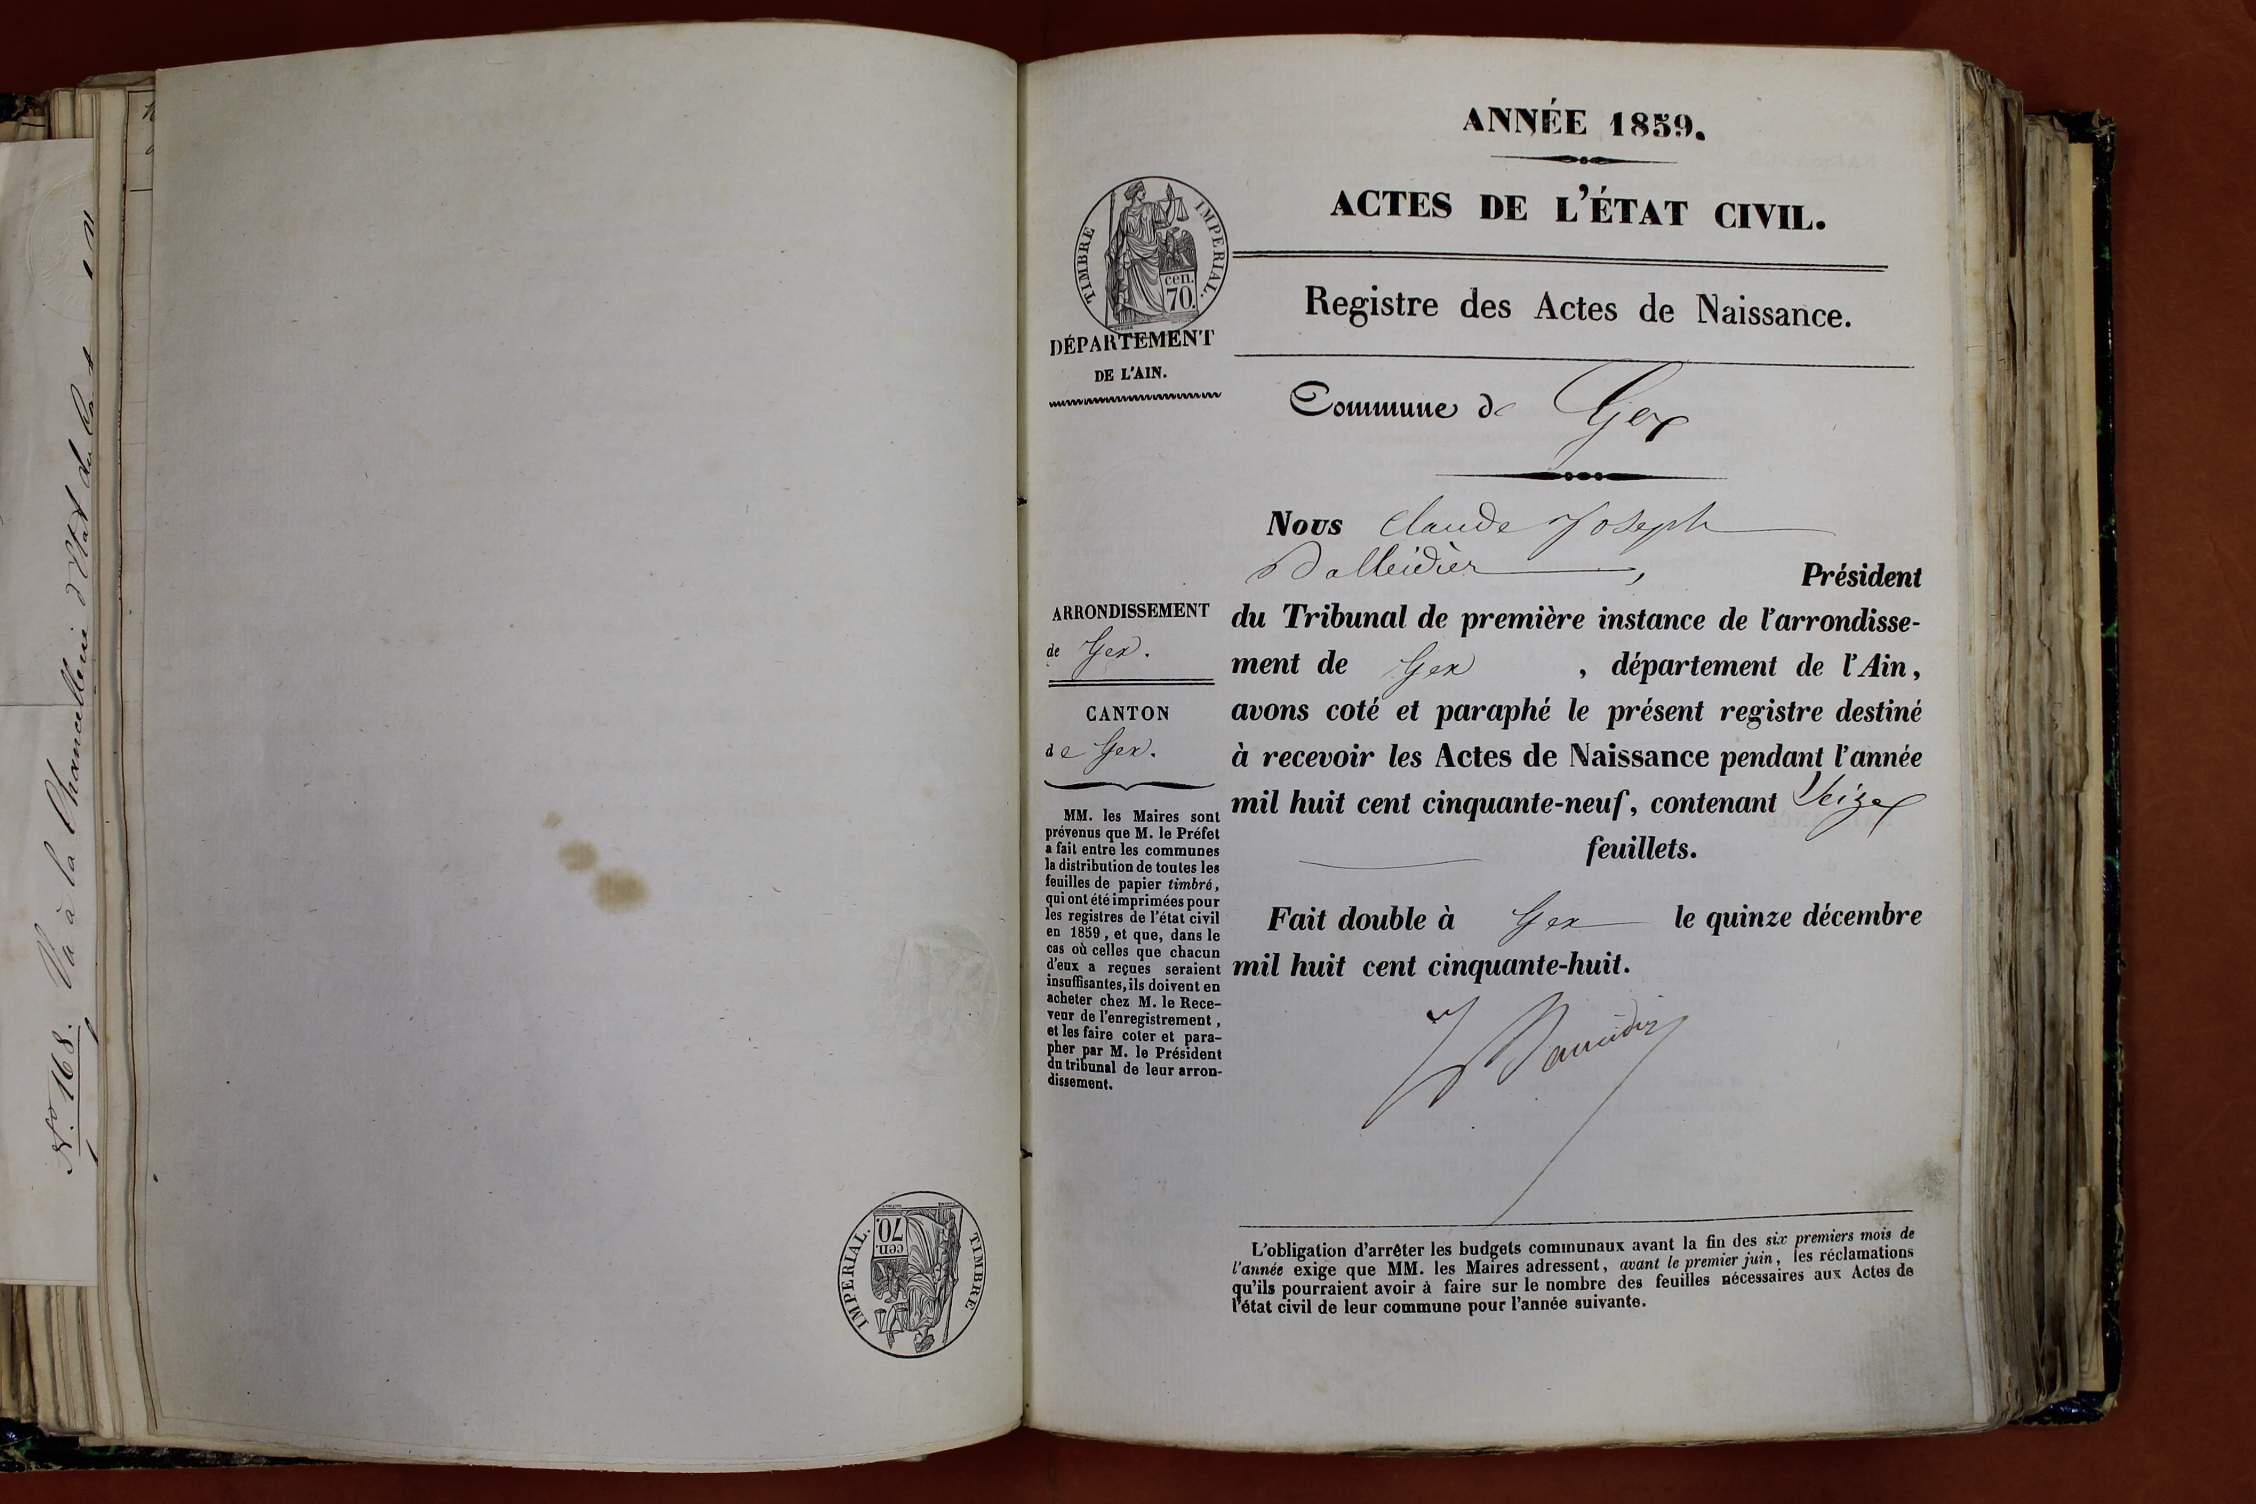 N.º 168. Va à la Chancellerie d'État du
IMPERIAL.
TIMBRE
70.
cen.
ANNÉE 1859.
ACTES DE L'ÉTAT CIVIL.
TIMBRE
IMPERIAL.
cen.
70.
Registre des Actes de Naissance.
DÉPARTEMENT
DE L'AIN.
Commune de Gex
Nous Claude Joseph
Président
du Tribunal de première instance de l'arrondisse-
ment de Gex , département de l'Ain,
avons coté et paraphé le présent registre destiné
à recevoir les Actes de Naissance pendant l'année
mil huit cent cinquante-neuf, contenant Seize
feuillets.
Fait double à Gex le quinze décembre
mil huit cent cinquante-huit.
ARRONDISSEMENT
de Gex.
CANTON
de Gex.
MM. les Maires sont
prévenus que M. le Préfet
a fait entre les communes
la distribution de toutes les
feuilles de papier timbré,
qui ont été imprimées pour
les registres de l'état civil
en 1859, et que, dans le
cas où celles que chacun
d'eux a reçues seraient
insuffisantes, ils doivent en
acheter chez M. le Rece-
veur de l'enregistrement,
et les faire coter et para-
pher par M. le Président
du tribunal de leur arron-
dissement.
L'obligation d'arrêter les budgets communaux avant la fin des six premiers mois de
l'année exige que MM. les Maires adressent, avant le premier juin, les réclamations
qu'ils pourraient avoir à faire sur le nombre des feuilles nécessaires aux Actes de
l'état civil de leur commune pour l'année suivante.